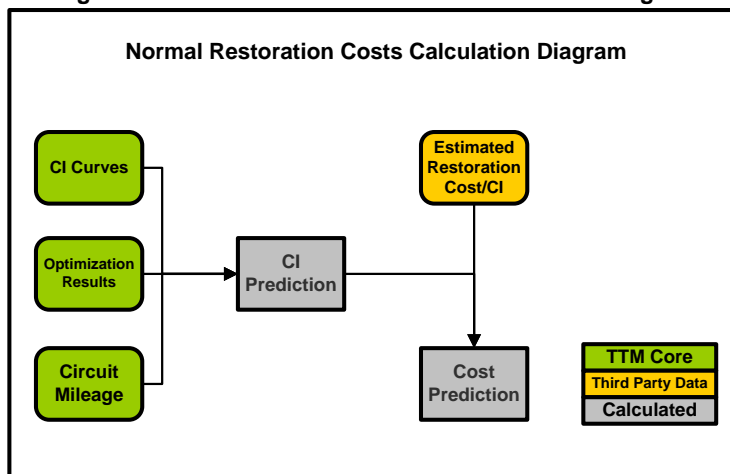 Normal Restoration Costs Calculation Diagram
CI Curves
Estimated
Restoration
Cost/CI
Optimization
Results
CI
Prediction
Circuit
Mileage
Cost
Prediction
TTM Core
Third Party Data
Calculated